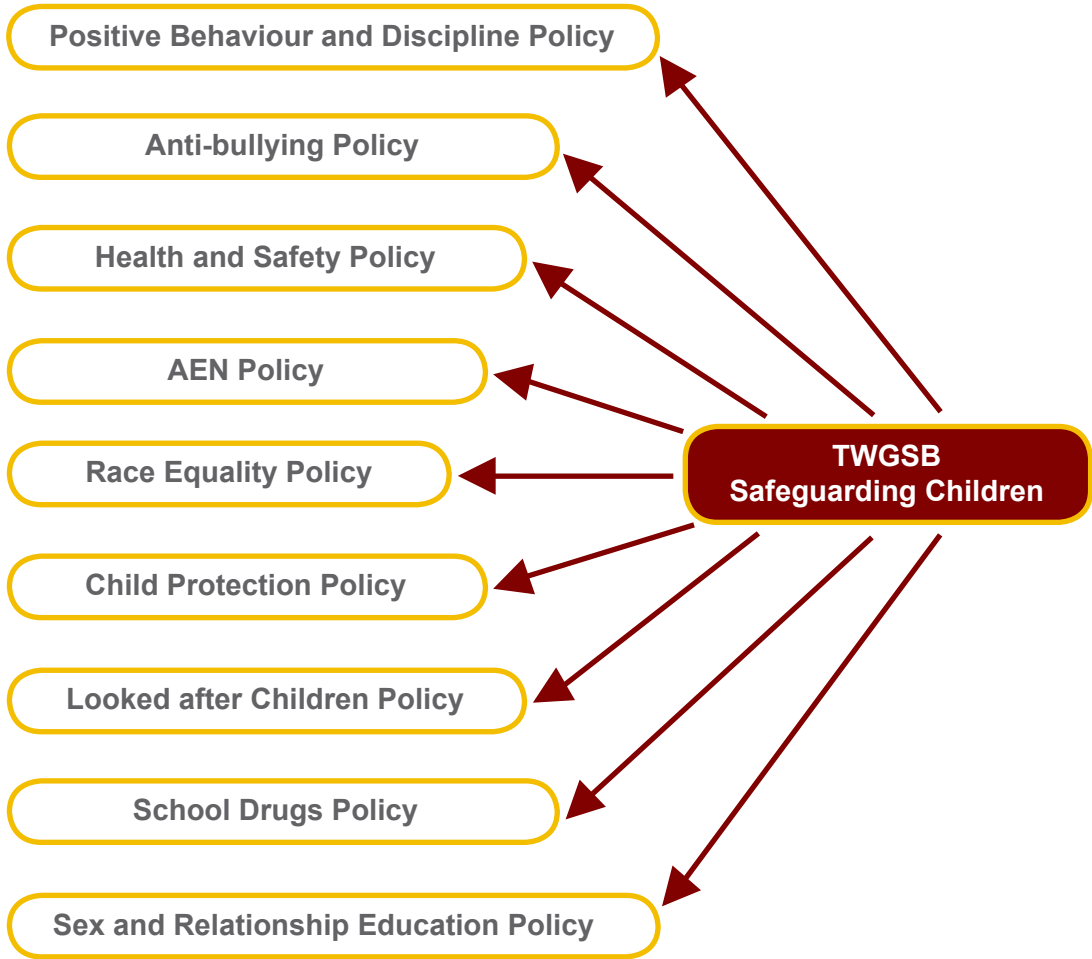 Positive Behaviour and Discipline Policy
Anti-bullying Policy
Health and Safety Policy
AEN Policy
Race Equality Policy
TWGSB
Safeguarding Children
Child Protection Policy
Looked after Children Policy
School Drugs Policy
Sex and Relationship Education Policy